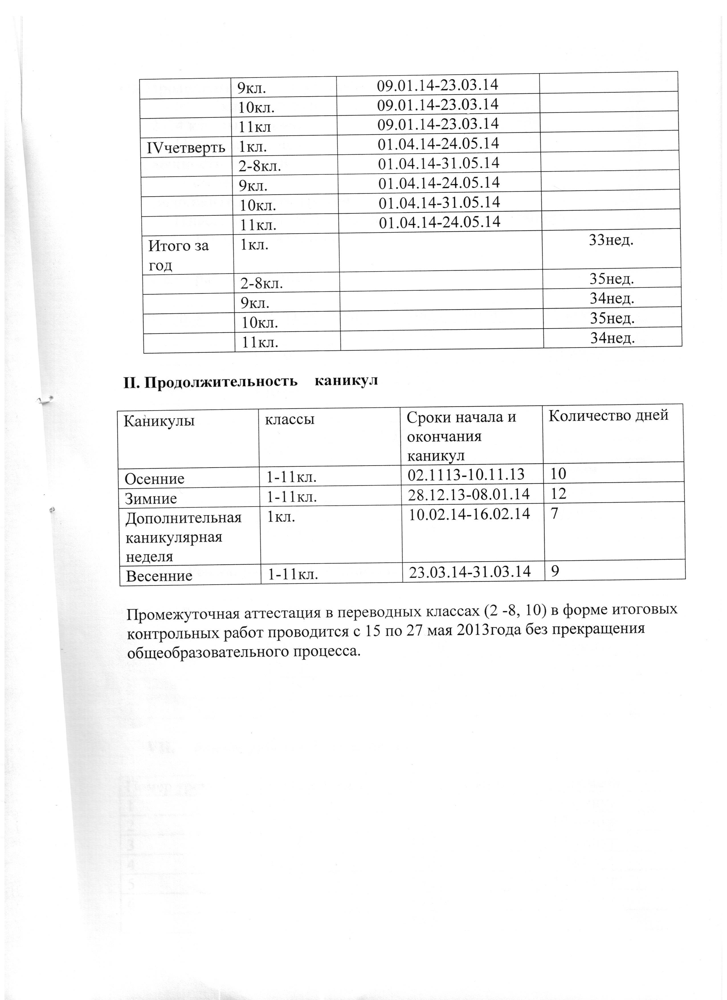 9кл. 09.01.14-23.03.14
10кл. 09.01.14-23.03.14
11кл 09.01.14-23.03.14
IVчетверть 1кл. 01.04.14-24.05.14
2-8кл. 01.04.14-31.05.14
9кл. 01.04.14-24.05.14
10кл. 01.04.14-31.05.14
11кл. 01.04.14-24.05.14
Итого за 1кл. 33нед.
год
2-8кл. 35нед.
9кл. 34нед.
10кл. 35нед.
11кл. 34нед.
II. Продолжительность каникул
Каникулы классы Сроки начала и Количество дней
окончания
каникул
Осенние 1-11кл. 02.1113-10.11.13 10
Зимние 1-11кл. 28.12.13-08.01.14 12
Дополнительная 1кл. 10.02.14-16.02.14 7
каникулярная
неделя
Весенние 1-11кл. 23.03.14-31.03.14 9
Промежуточная аттестация в переводных классах (2 -8, 10) в форме итоговых
контрольных работ проводится с 15 по 27 мая 2013года без прекращения
общеобразовательного процесса.